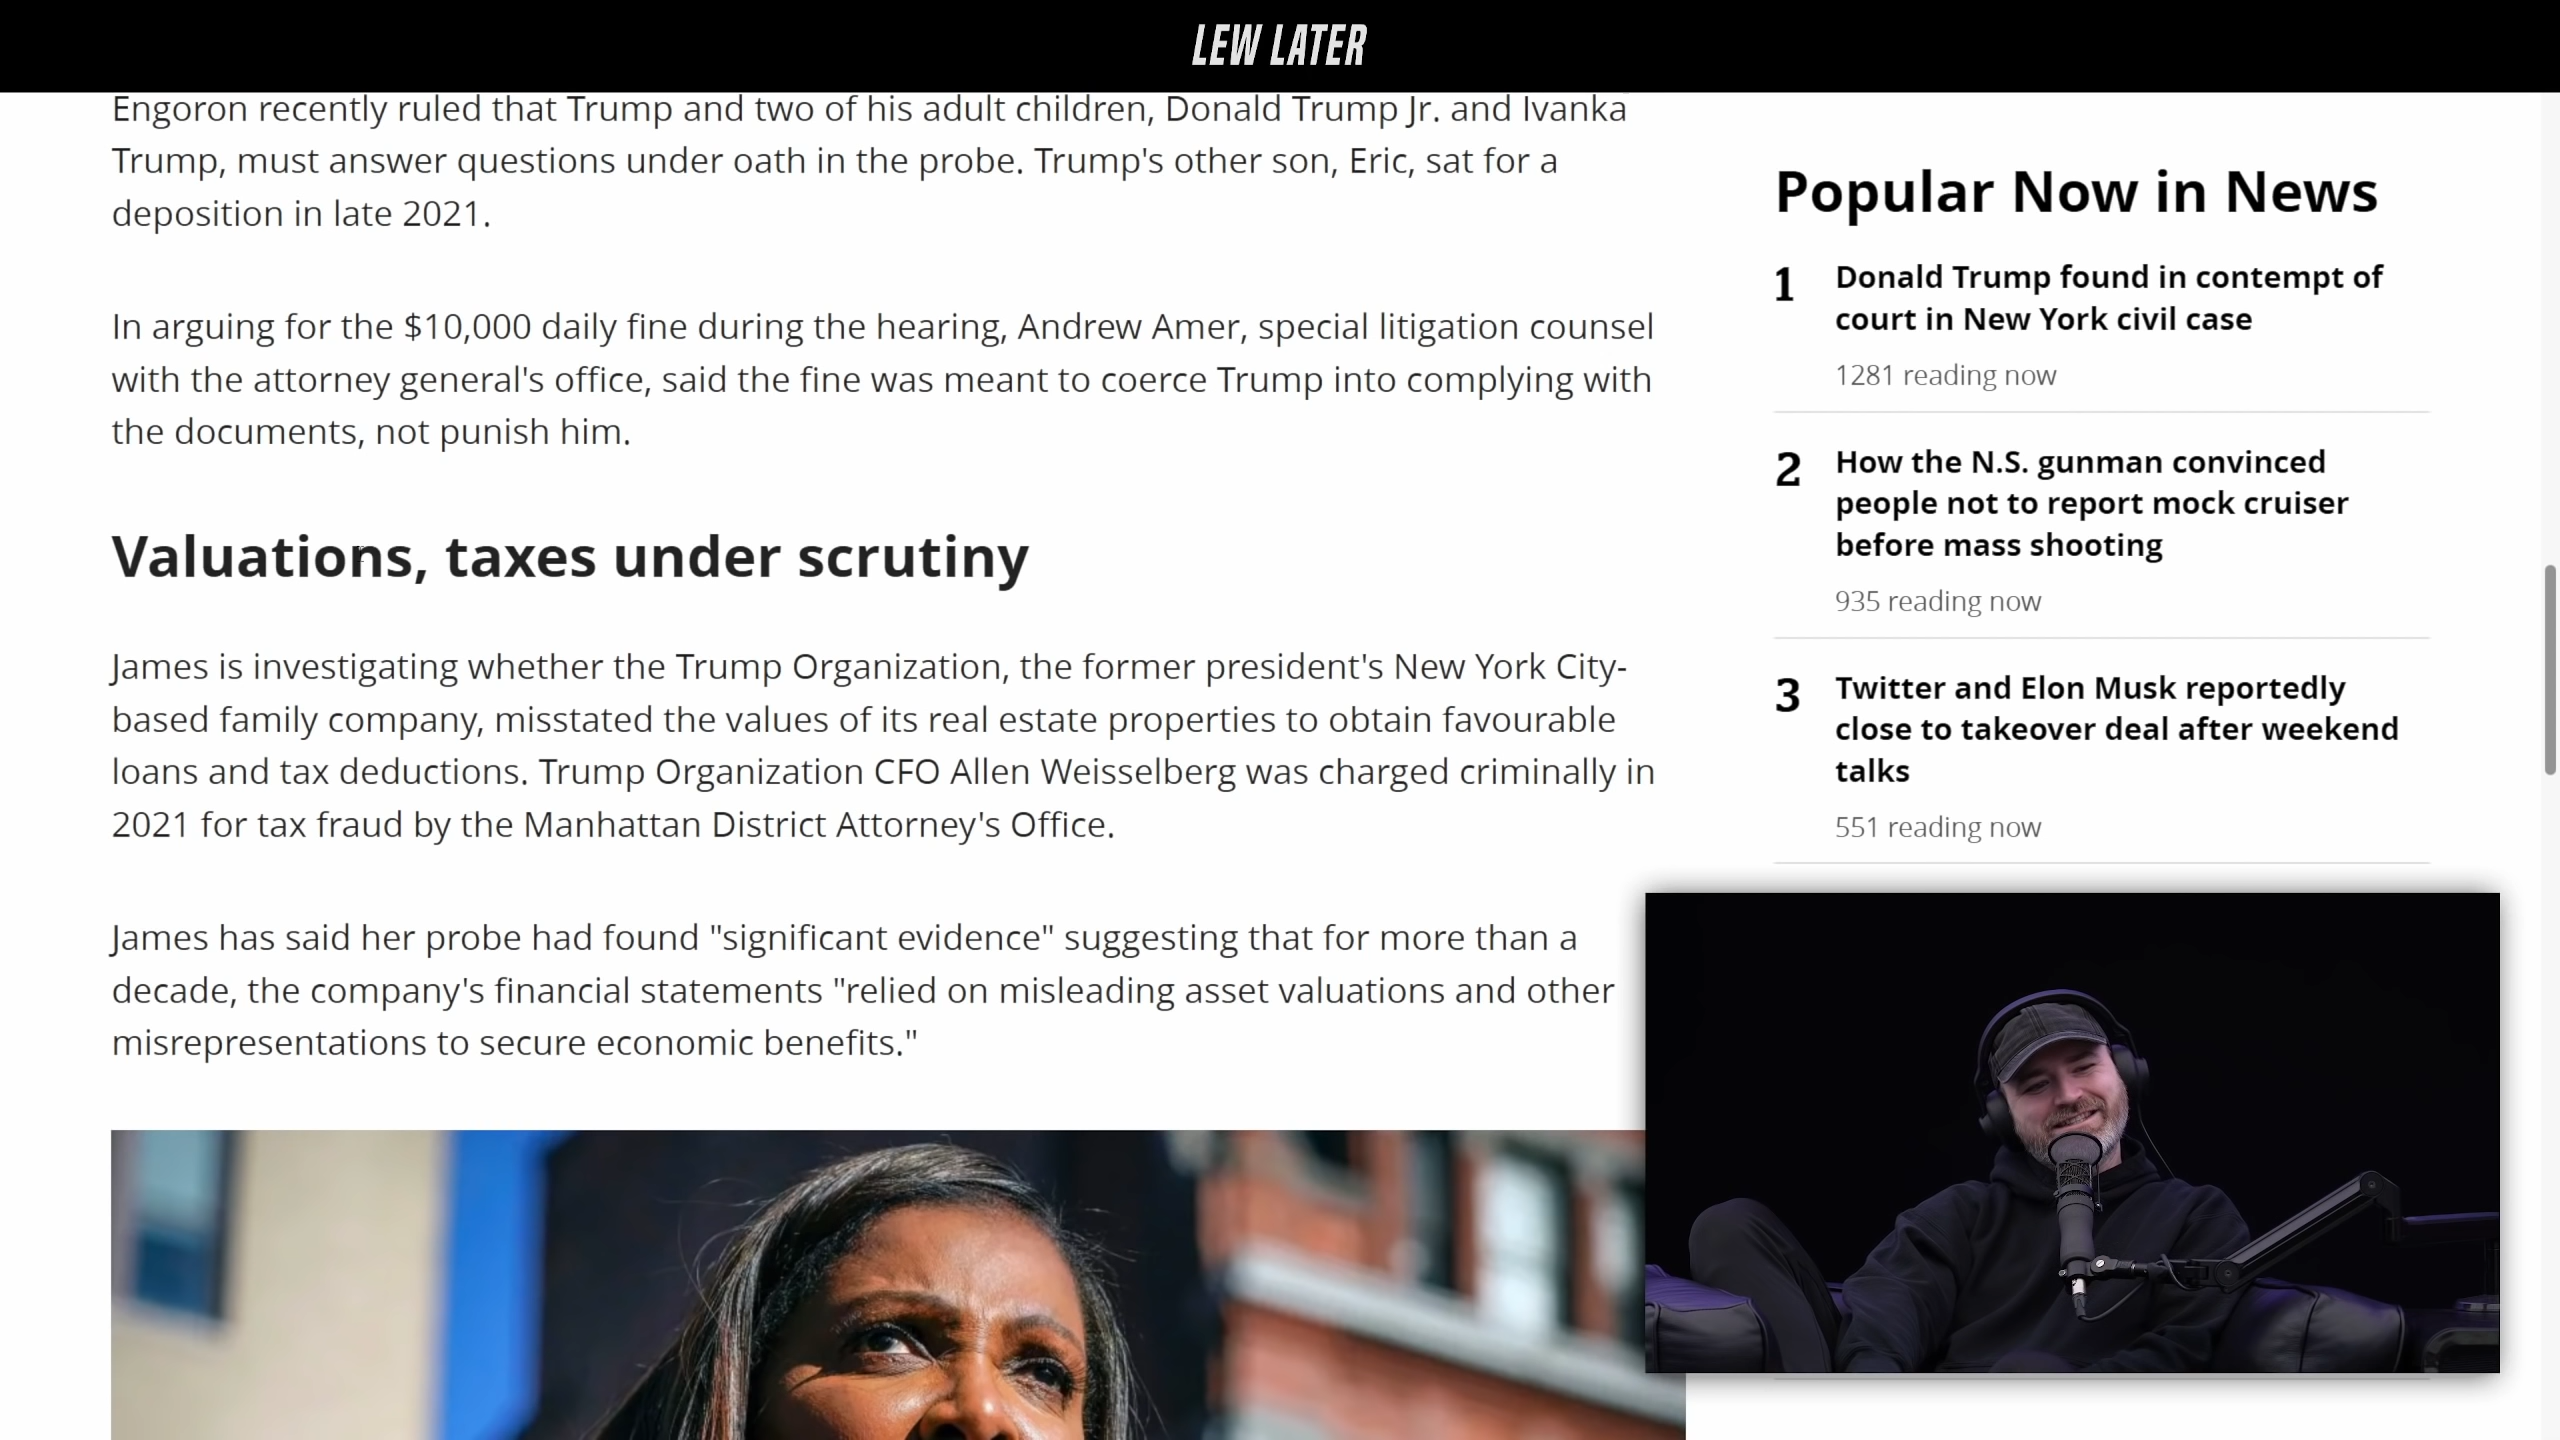 LEW LATER
Engoron recently ruled that Trump and two of his adult children, Donald Trump Jr. and Ivanka
Trump, must answer questions under oath in the probe. Trump's other son, Eric, sat for a
deposition in late 2021.
In arguing for the $10,000 daily fine during the hearing, Andrew Amer, special litigation counsel
with the attorney general's office, said the fine was meant to coerce Trump into complying with
the documents, not punish him.
Valuations, taxes under scrutiny
James is investigating whether the Trump Organization, the former president's New York City-
based family company, misstated the values of its real estate properties to obtain favourable
loans and tax deductions. Trump Organization CFO Allen Weisselberg was charged criminally in
2021 for tax fraud by the Manhattan District Attorney's Office.
James has said her probe had found "significant evidence" suggesting that for more than a
decade, the company's financial statements "relied on misleading asset valuations and other
misrepresentations to secure economic benefits."
Popular Now in News
1 Donald Trump found in contempt of
court in New York civil case
1281 reading now
2 How the N.S. gunman convinced
people not to report mock cruiser
before mass shooting
935 reading now
3 Twitter and Elon Musk reportedly
close to takeover deal after weekend
talks
551 reading now